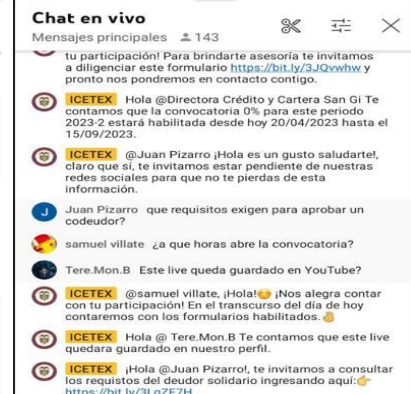 Chat en vivo
Mensajes principales 143
tu participación! Para brindarte asesoría te invitamos
a diligenciar este formulario https://bit.ly/3JQvwhw y
pronto nos pondremos en contacto contigo.
ICETEX Hola @Directora Crédito y Cartera San Gi Te
contamos que la convocatoria 0% para este periodo
2023-2 estará habilitada desde hoy 20/04/2023 hasta el
15/09/2023.
ICETEX @Juan Pizarro ¡Hola es un gusto saludarte!,
claro que sí, te invitamos estar pendiente de nuestras
redes sociales para que no te pierdas de esta
información.
J Juan Pizarro que requisitos exigen para aprobar un
codeudor?
samuel villate ¿a que horas abre la convocatoria?
Tere.Mon.B Este live queda guardado en YouTube?
ICETEX @samuel villate, ¡Hola!😊 ¡Nos alegra contar
con tu participación! En el transcurso del día de hoy
contaremos con los formularios habilitados.👌
ICETEX Hola @ Tere.Mon.B Te contamos que este live
quedara guardado en nuestro perfil.
ICETEX ¡Hola @Juan Pizarro!, te invitamos a consultar
los requistos del deudor solidario ingresando aquí:👉